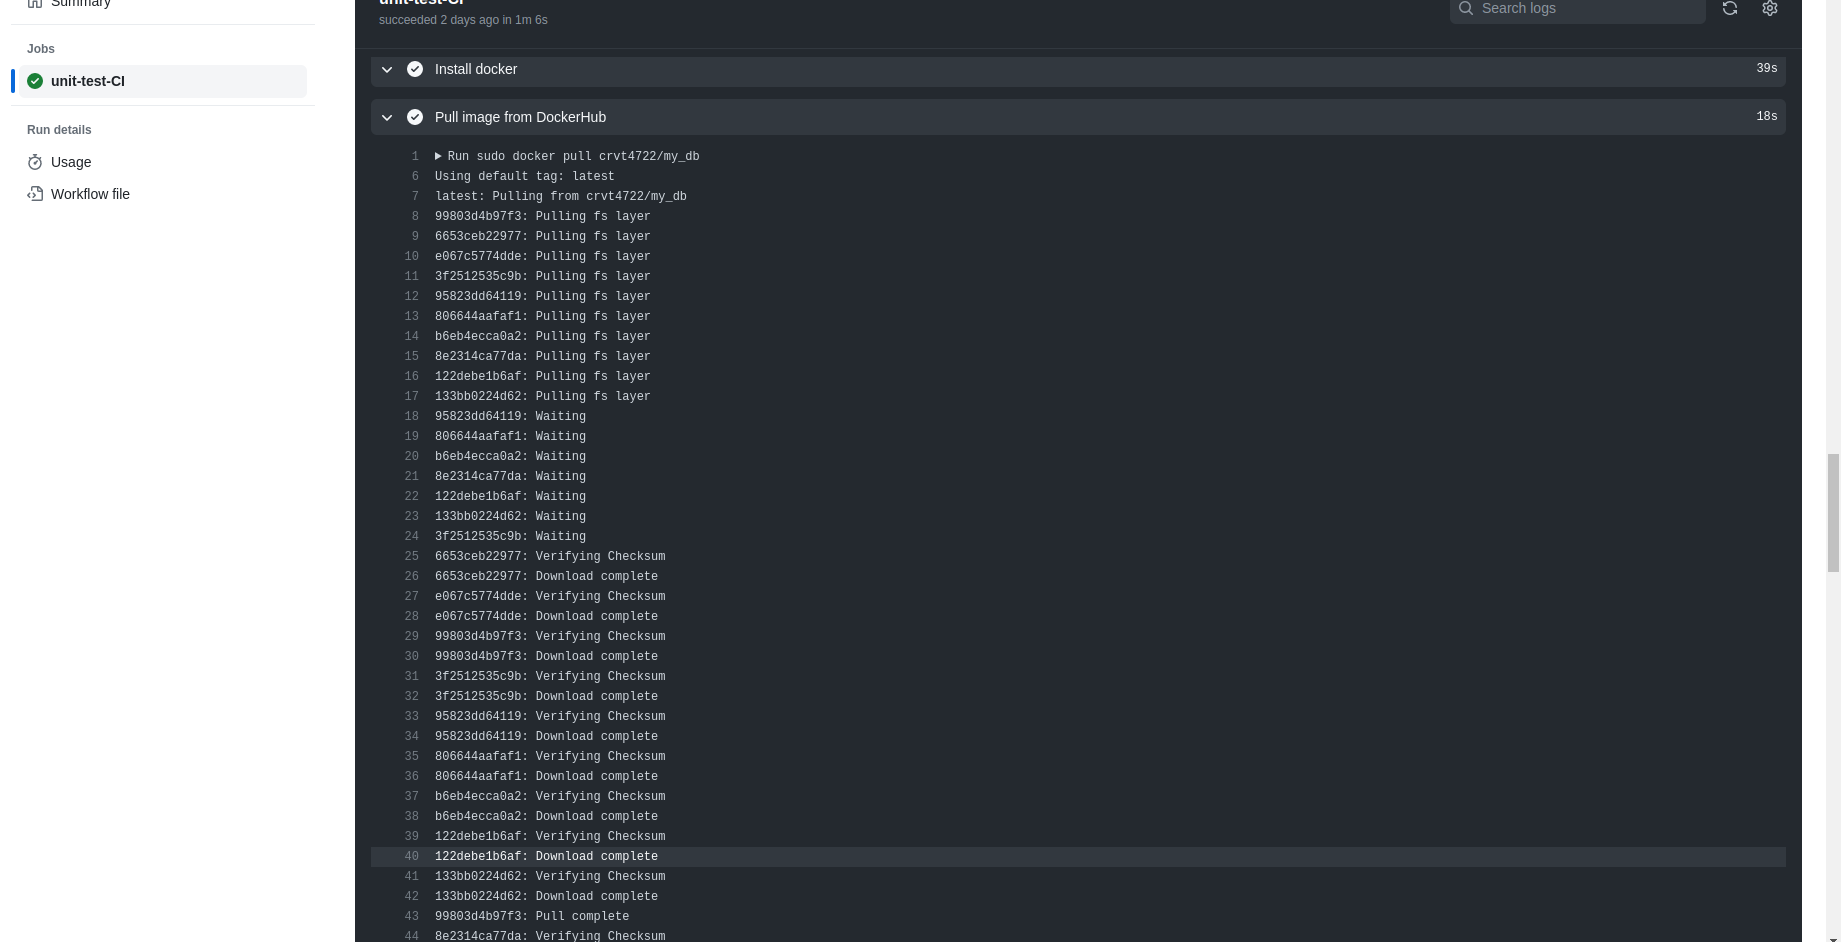 Summary
Jobs
unit-test-CI
Run details
Usage
Workflow file
unit-test-CI
succeeded 2 days ago in 1m 6s
Search logs
Install docker 39s
Pull image from DockerHub 18s
1 Run sudo docker pull crvt4722/my_db
6 Using default tag: latest
7 latest: Pulling from crvt4722/my_db
8 99803d4b97f3: Pulling fs layer
9 6653ceb22977: Pulling fs layer
10 e067c5774dde: Pulling fs layer
11 3f2512535c9b: Pulling fs layer
12 95823dd64119: Pulling fs layer
13 806644aafaf1: Pulling fs layer
14 b6eb4ecca0a2: Pulling fs layer
15 8e2314ca77da: Pulling fs layer
16 122debe1b6af: Pulling fs layer
17 133bb0224d62: Pulling fs layer
18 95823dd64119: Waiting
19 806644aafaf1: Waiting
20 b6eb4ecca0a2: Waiting
21 8e2314ca77da: Waiting
22 122debe1b6af: Waiting
23 133bb0224d62: Waiting
24 3f2512535c9b: Waiting
25 6653ceb22977: Verifying Checksum
26 6653ceb22977: Download complete
27 e067c5774dde: Verifying Checksum
28 e067c5774dde: Download complete
29 99803d4b97f3: Verifying Checksum
30 99803d4b97f3: Download complete
31 3f2512535c9b: Verifying Checksum
32 3f2512535c9b: Download complete
33 95823dd64119: Verifying Checksum
34 95823dd64119: Download complete
35 806644aafaf1: Verifying Checksum
36 806644aafaf1: Download complete
37 b6eb4ecca0a2: Verifying Checksum
38 b6eb4ecca0a2: Download complete
39 122debe1b6af: Verifying Checksum
40 122debe1b6af: Download complete
41 133bb0224d62: Verifying Checksum
42 133bb0224d62: Download complete
43 99803d4b97f3: Pull complete
44 8e2314ca77da: Verifying Checksum